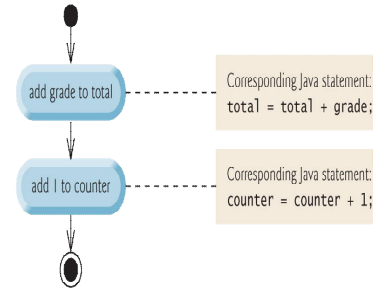 add grade to total
Corresponding Java statement:
total = total + grade;
add 1 to counter
Corresponding Java statement:
counter = counter + 1;